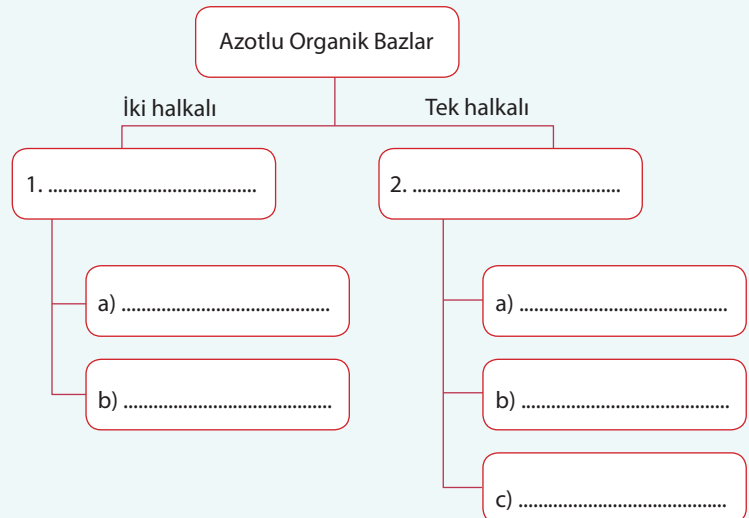 Azotlu Organik Bazlar
İki halkalı
Tek halkalı
1. ..........................................
2. ..........................................
a) ..........................................
b) ..........................................
a) ..........................................
b) ..........................................
c) ..........................................